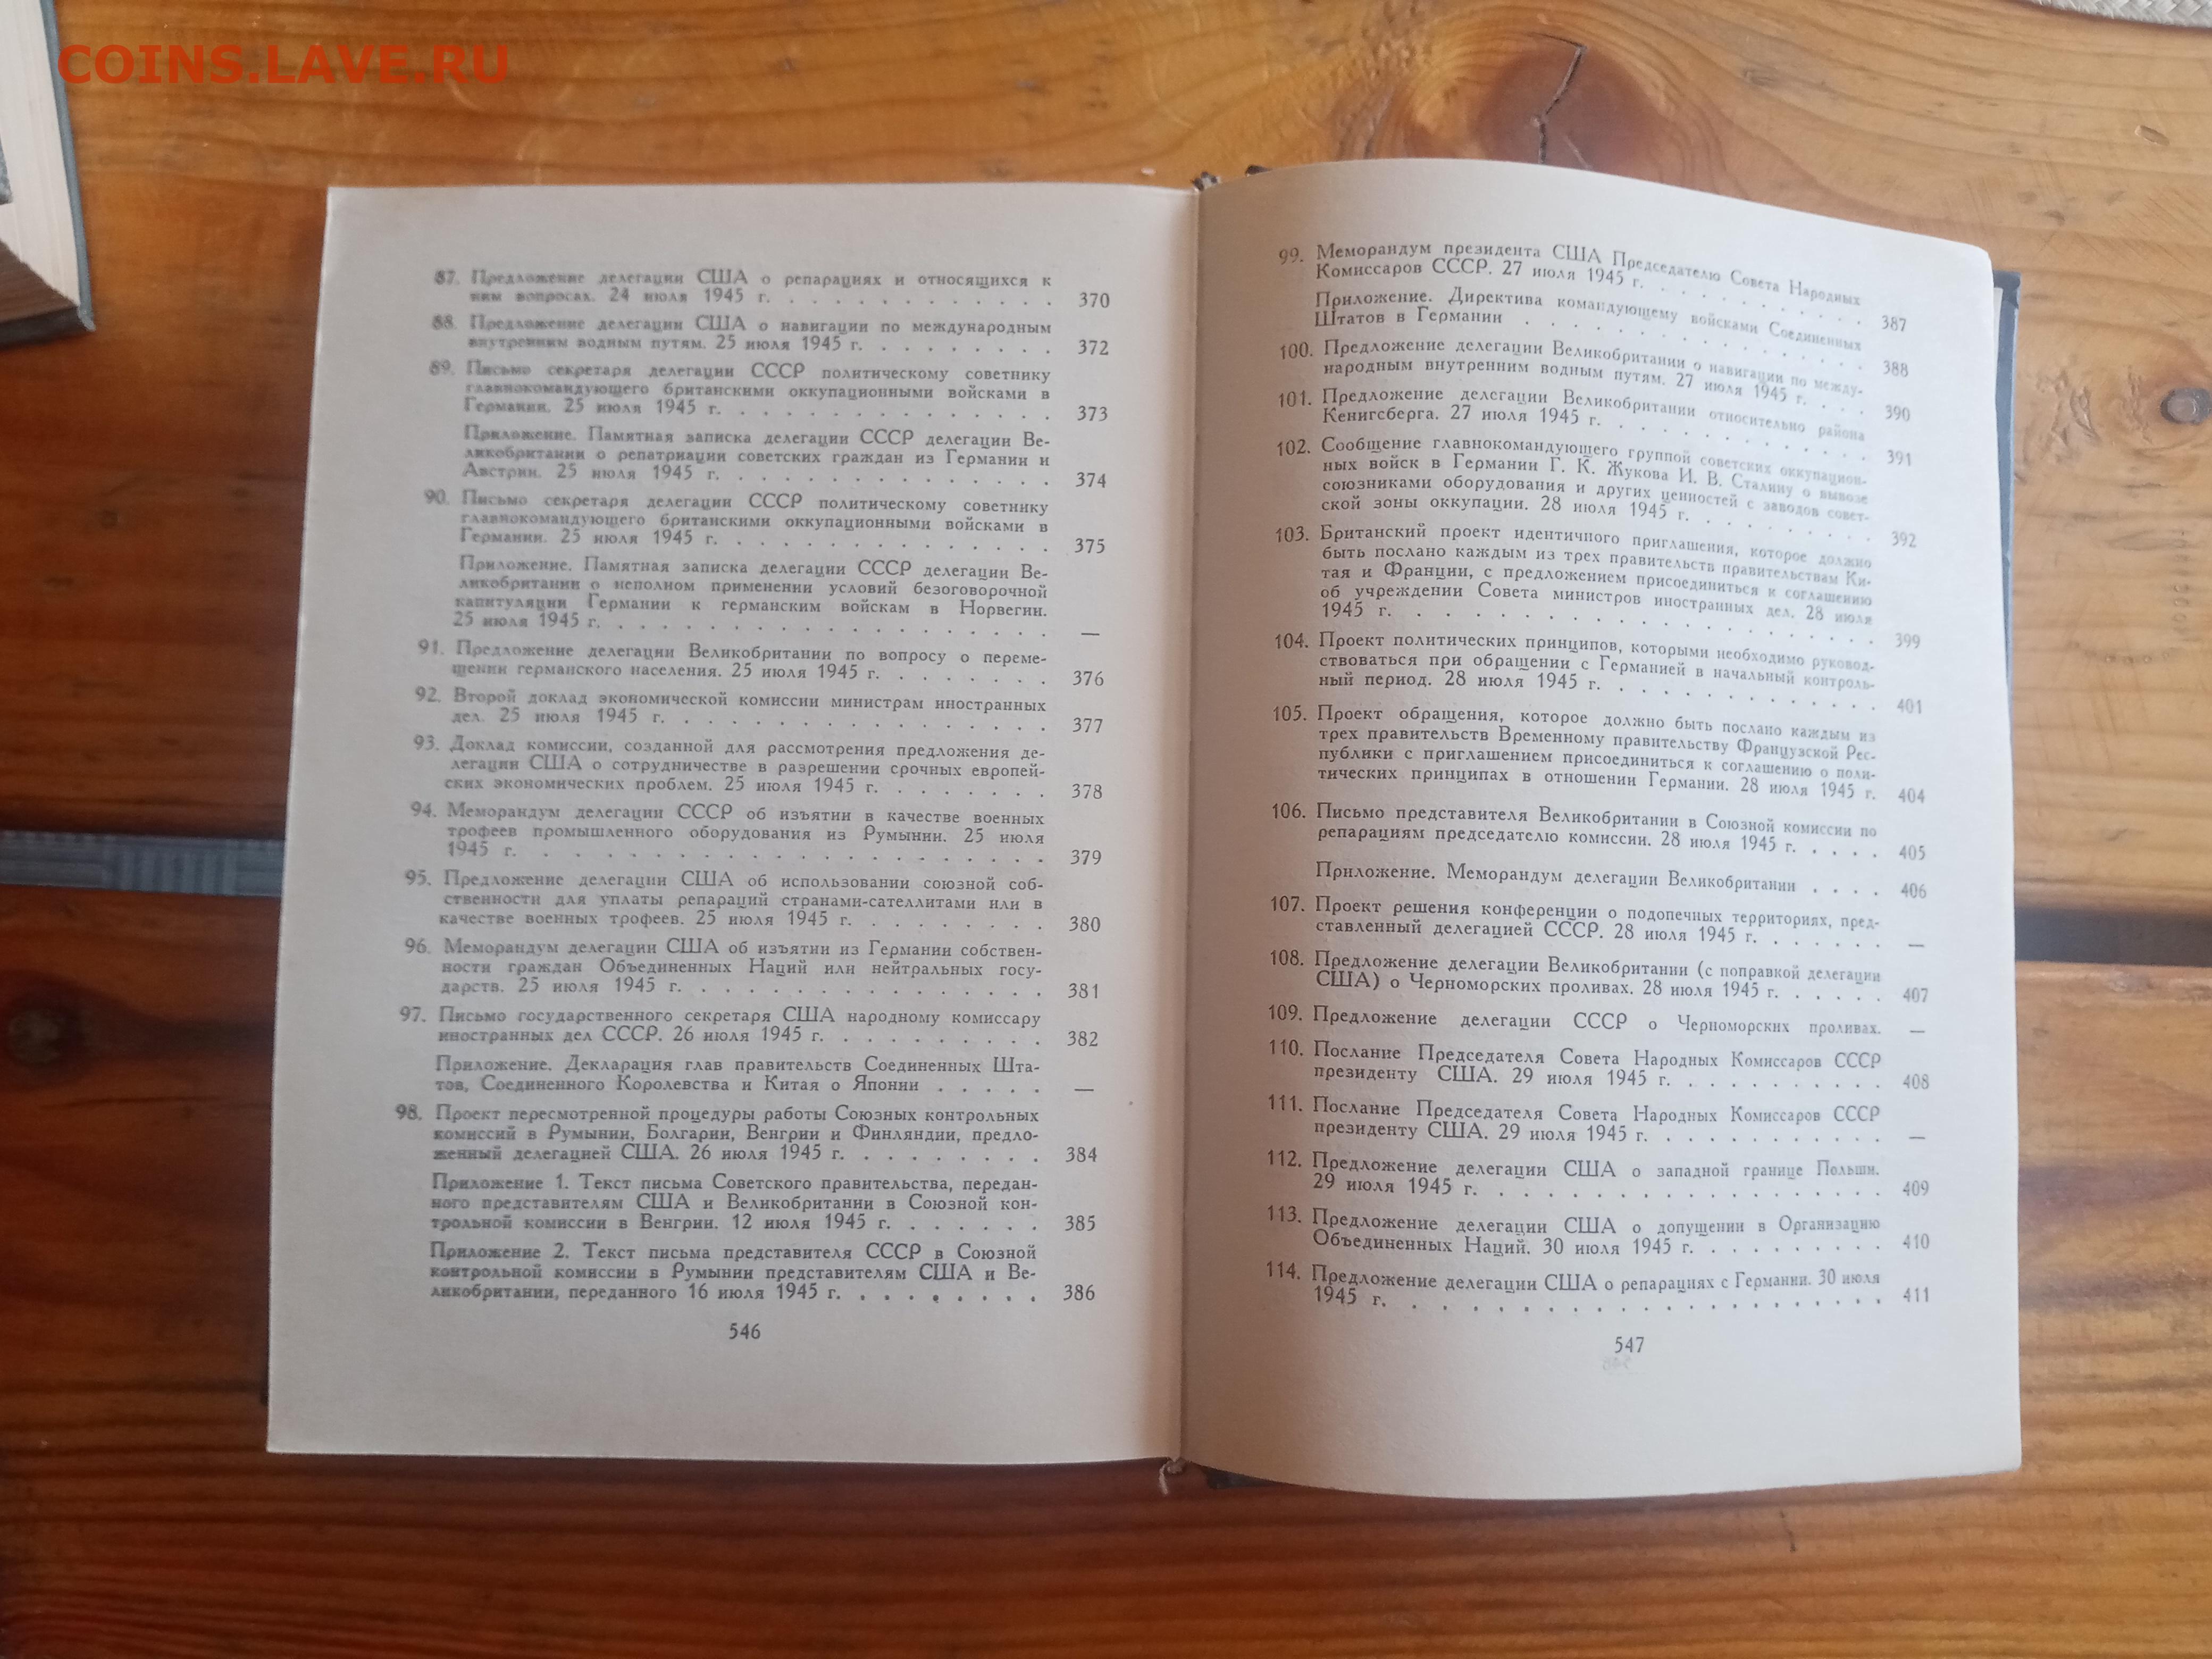 COINS.LAVE.RU
87. Предложение делегации США о репарациях и относящихся к
ним вопросах. 24 июля 1945 г. . . . . . . . . . . . . 370
88. Предложение делегации США о навигации по международным
внутренним водным путям. 25 июля 1945 г. . . . . . . . 372
89. Письмо секретаря делегации СССР политическому советнику
главнокомандующего британскими оккупационными войсками в
Германии. 25 июля 1945 г. . . . . . . . . . . . . . . 373
Приложение. Памятная записка делегации СССР делегации Ве-
ликобритании о репатриации советских граждан из Германии и
Австрии. 25 июля 1945 г. . . . . . . . . . . . . . . 374
90. Письмо секретаря делегации СССР политическому советнику
главнокомандующего британскими оккупационными войсками в
Германии. 25 июля 1945 г. . . . . . . . . . . . . . . 375
Приложение. Памятная записка делегации СССР делегации Ве-
ликобритании о неполном применении условий безоговорочной
капитуляции Германии к германским войскам в Норвегии.
25 июля 1945 г. . . . . . . . . . . . . . . . . . . —
91. Предложение делегации Великобритании по вопросу о переме-
щении германского населения. 25 июля 1945 г. . . . . . . 376
92. Второй доклад экономической комиссии министрам иностранных
дел. 25 июля 1945 г. . . . . . . . . . . . . . . . . 377
93. Доклад комиссии, созданной для рассмотрения предложения де-
легации США о сотрудничестве в разрешении срочных европей-
ских экономических проблем. 25 июля 1945 г. . . . . . . 378
94. Меморандум делегации СССР об изъятии в качестве военных
трофеев промышленного оборудования из Румынии. 25 июля
1945 г. . . . . . . . . . . . . . . . . . . . . . 379
95. Предложение делегации США об использовании союзной соб-
ственности для уплаты репараций странами-сателлитами или в
качестве военных трофеев. 25 июля 1945 г. . . . . . . . . 380
96. Меморандум делегации США об изъятии из Германии собствен-
ности граждан Объединенных Наций или нейтральных госу-
дарств. 25 июля 1945 г. . . . . . . . . . . . . . . . 381
97. Письмо государственного секретаря США народному комиссару
иностранных дел СССР. 26 июля 1945 г. . . . . . . . . . 382
Приложение. Декларация глав правительств Соединенных Шта-
тов, Соединенного Королевства и Китая о Японии . . . . . —
98. Проект пересмотренной процедуры работы Союзных контрольных
комиссий в Румынии, Болгарии, Венгрии и Финляндии, предло-
женный делегацией США. 26 июля 1945 г. . . . . . . . . 384
Приложение 1. Текст письма Советского правительства, передан-
ного представителям США и Великобритании в Союзной кон-
трольной комиссии в Венгрии. 12 июля 1945 г. . . . . . . 385
Приложение 2. Текст письма представителя СССР в Союзной
контрольной комиссии в Румынии представителям США и Ве-
ликобритании, переданного 16 июля 1945 г. . . . . . . . . 386
546
99. Меморандум президента США Председателю Совета Народных
Комиссаров СССР. 27 июля 1945 г. . . . . . . . . . 387
Приложение. Директива командующему войсками Соединенных
Штатов в Германии . . . . . . . . . . . . . . . 388
100. Предложение делегации Великобритании о навигации по между-
народным внутренним водным путям. 27 июля 1945 г. . . . 390
101. Предложение делегации Великобритании относительно района
Кенигсберга. 27 июля 1945 г. . . . . . . . . . . . 391
102. Сообщение главнокомандующего группой советских оккупацион-
ных войск в Германии Г. К. Жукова И. В. Сталину о вывозе
союзниками оборудования и других ценностей с заводов совет-
ской зоны оккупации. 28 июля 1945 г. . . . . . . . . 392
103. Британский проект идентичного приглашения, которое должно
быть послано каждым из трех правительств правительствам Ки-
тая и Франции, с предложением присоединиться к соглашению
об учреждении Совета министров иностранных дел. 28 июля
1945 г. . . . . . . . . . . . . . . . . . . . 399
104. Проект политических принципов, которыми необходимо руковод-
ствоваться при обращении с Германией в начальный контроль-
ный период. 28 июля 1945 г. . . . . . . . . . . . . 401
105. Проект обращения, которое должно быть послано каждым из
трех правительств Временному правительству Французской Рес-
публики с приглашением присоединиться к соглашению о поли-
тических принципах в отношении Германии. 28 июля 1945 г. 404
106. Письмо представителя Великобритании в Союзной комиссии по
репарациям председателю комиссии. 28 июля 1945 г. . . . . 405
Приложение. Меморандум делегации Великобритании . . . . 406
107. Проект решения конференции о подопечных территориях, пред-
ставленный делегацией СССР. 28 июля 1945 г. . . . . . . —
108. Предложение делегации Великобритании (с поправкой делегации
США) о Черноморских проливах. 28 июля 1945 г. . . . . . 407
109. Предложение делегации СССР о Черноморских проливах. —
110. Послание Председателя Совета Народных Комиссаров СССР
президенту США. 29 июля 1945 г. . . . . . . . . . . 408
111. Послание Председателя Совета Народных Комиссаров СССР
президенту США. 29 июля 1945 г. . . . . . . . . . . . —
112. Предложение делегации США о западной границе Польши.
29 июля 1945 г. . . . . . . . . . . . . . . . . . 409
113. Предложение делегации США о допущении в Организацию
Объединенных Наций. 30 июля 1945 г. . . . . . . . . . 410
114. Предложение делегации США о репарациях с Германии. 30 июля
1945 г. . . . . . . . . . . . . . . . . . . . . 411
547